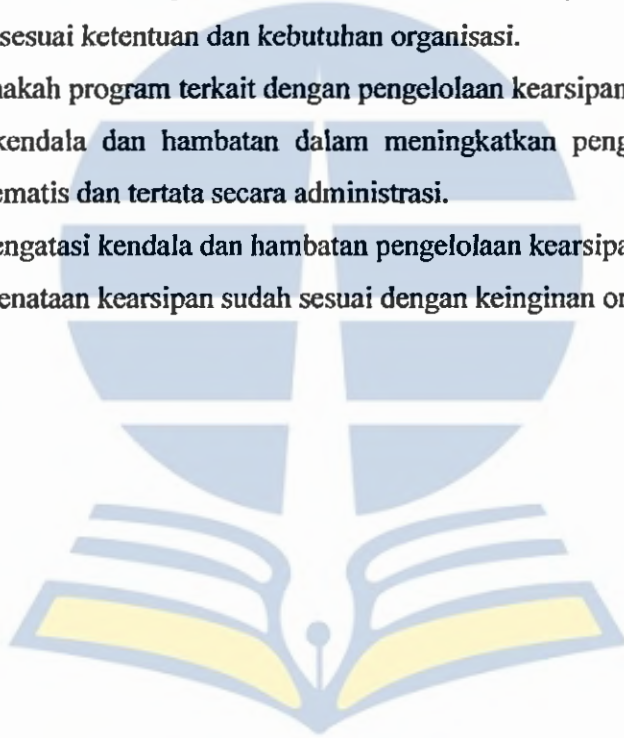 sesuai ketentuan dan kebutuhan organisasi.
akah program terkait dengan pengelolaan kearsipan
kendala dan hambatan dalam meningkatkan peng
ematis dan tertata secara administrasi.
engatasi kendala dan hambatan pengelolaan kearsipa
enataan kearsipan sudah sesuai dengan keinginan or